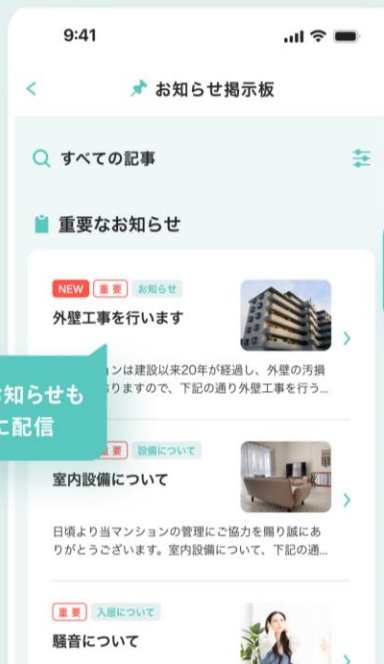 9:41
お知らせ掲示板
すべての記事
重要なお知らせ
NEW 重要 お知らせ
外壁工事を行います
ンは建設以来20年が経過し、外壁の汚損
りますので、下記の通り外壁工事を行う...
知らせも
に配信
要 設備について
室内設備について
日頃より当マンションの管理にご協力を賜り誠にあ
りがとうございます。室内設備について、下記の通...
重要 入居について
騒音について